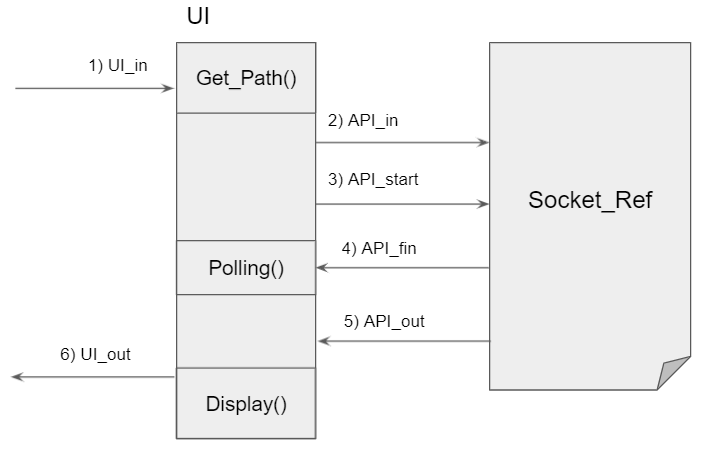 UI
1) UI_in
Get_Path()
2) API_in
3) API_start
Socket_Ref
4) API_fin
Polling()
5) API_out
6) UI_out
Display()